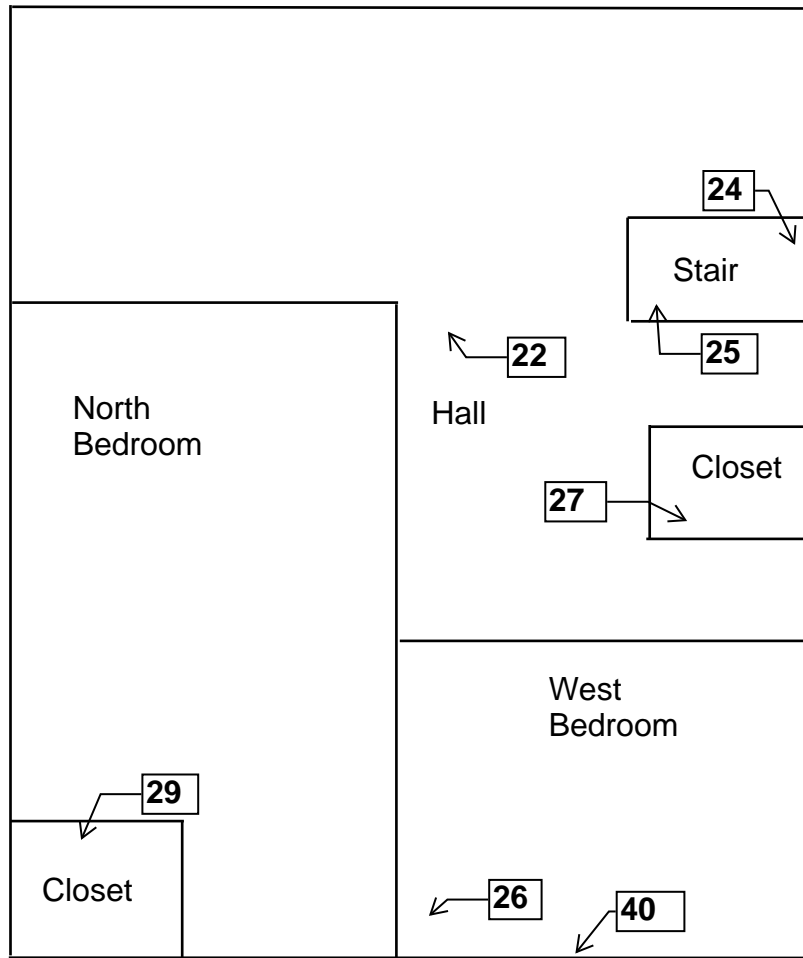 24
Stair
22
25
North
Bedroom
Hall
Closet
27
West
Bedroom
29
Closet
26
40